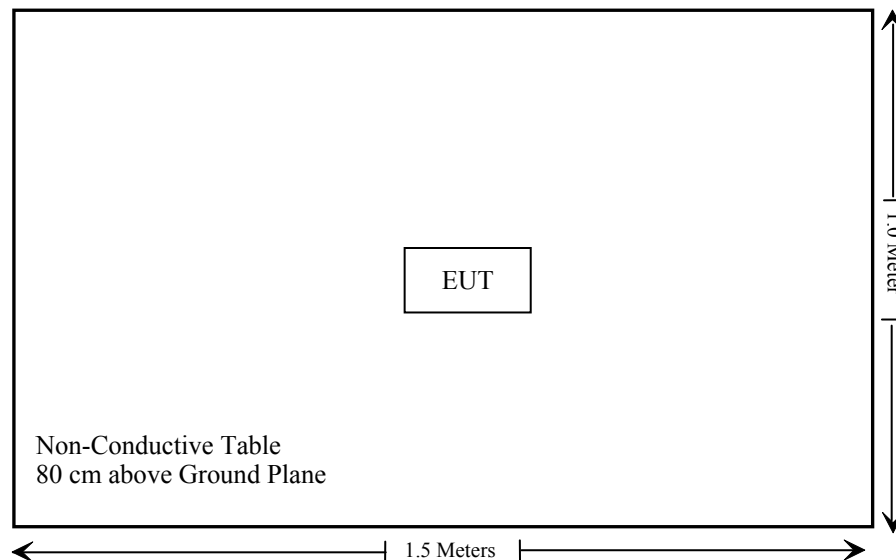 1.0 Meter
EUT
Non-Conductive Table
80 cm above Ground Plane
1.5 Meters